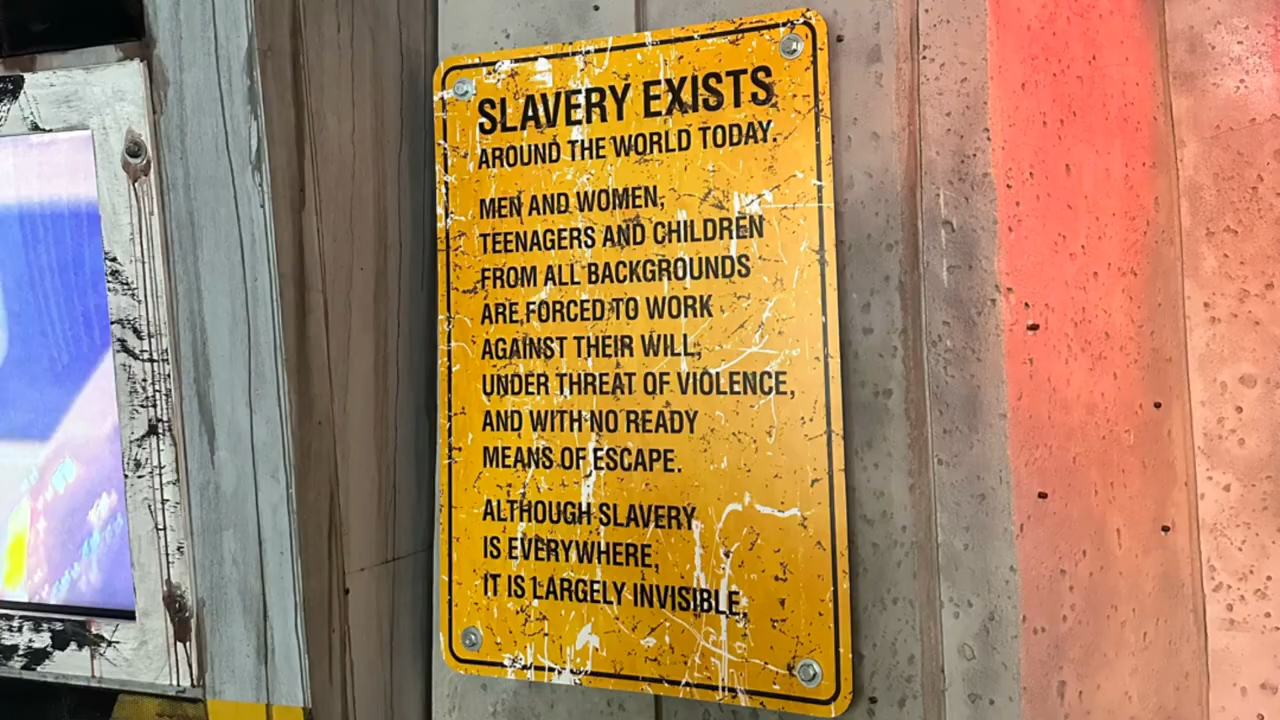 SLAVERY EXISTS
AROUND THE WORLD TODAY.
MEN AND WOMEN,
TEENAGERS AND CHILDREN
FROM ALL BACKGROUNDS
ARE FORCED TO WORK
AGAINST THEIR WILL,
UNDER THREAT OF VIOLENCE,
AND WITH NO READY
MEANS OF ESCAPE.
ALTHOUGH SLAVERY
IS EVERYWHERE,
IT IS LARGELY INVISIBLE.